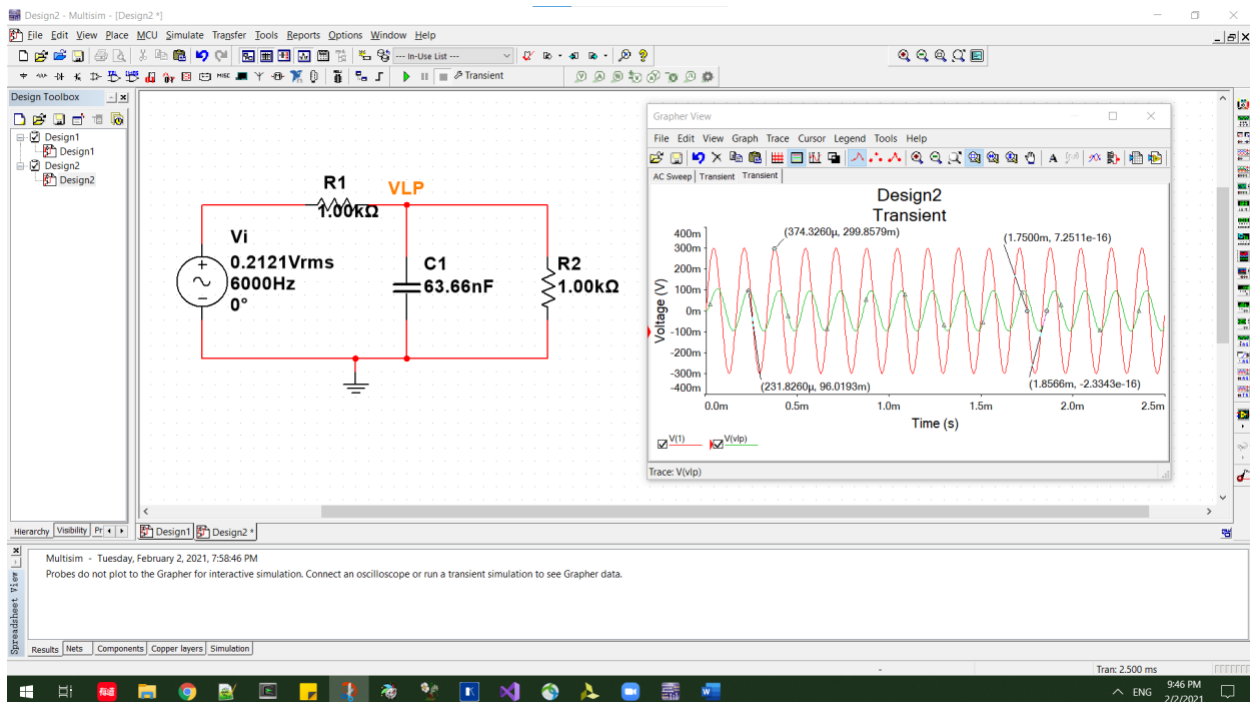 Design2 - Multisim - [Design2 *]
File Edit View Place MCU Simulate Transfer Tools Reports Options Window Help
--- In-Use List ---
Transient
Design Toolbox
Design1
Design1
Design2
Design2
R1
1.00kΩ
VLP
Vi
0.2121Vrms
6000Hz
0°
C1
63.66nF
R2
1.00kΩ
Grapher View
File Edit View Graph Trace Cursor Legend Tools Help
AC Sweep Transient Transient
Design2
Transient
Voltage (V)
400m
300m
200m
100m
0m
-100m
-200m
-300m
-400m
(374.3260µ, 299.8579m)
(1.7500m, 7.2511e-16)
(231.8260µ, 96.0193m)
(1.8566m, -2.3343e-16)
0.0m 0.5m 1.0m 1.5m 2.0m 2.5m
Time (s)
V(1) V(vlp)
Trace: V(vlp)
Hierarchy Visibility Pr
Design1 Design2 *
Spreadsheet View
Multisim - Tuesday, February 2, 2021, 7:58:46 PM
Probes do not plot to the Grapher for interactive simulation. Connect an oscilloscope or run a transient simulation to see Grapher data.
Results Nets Components Copper layers Simulation
- Tran: 2.500 ms
ENG
9:46 PM
2/2/2021